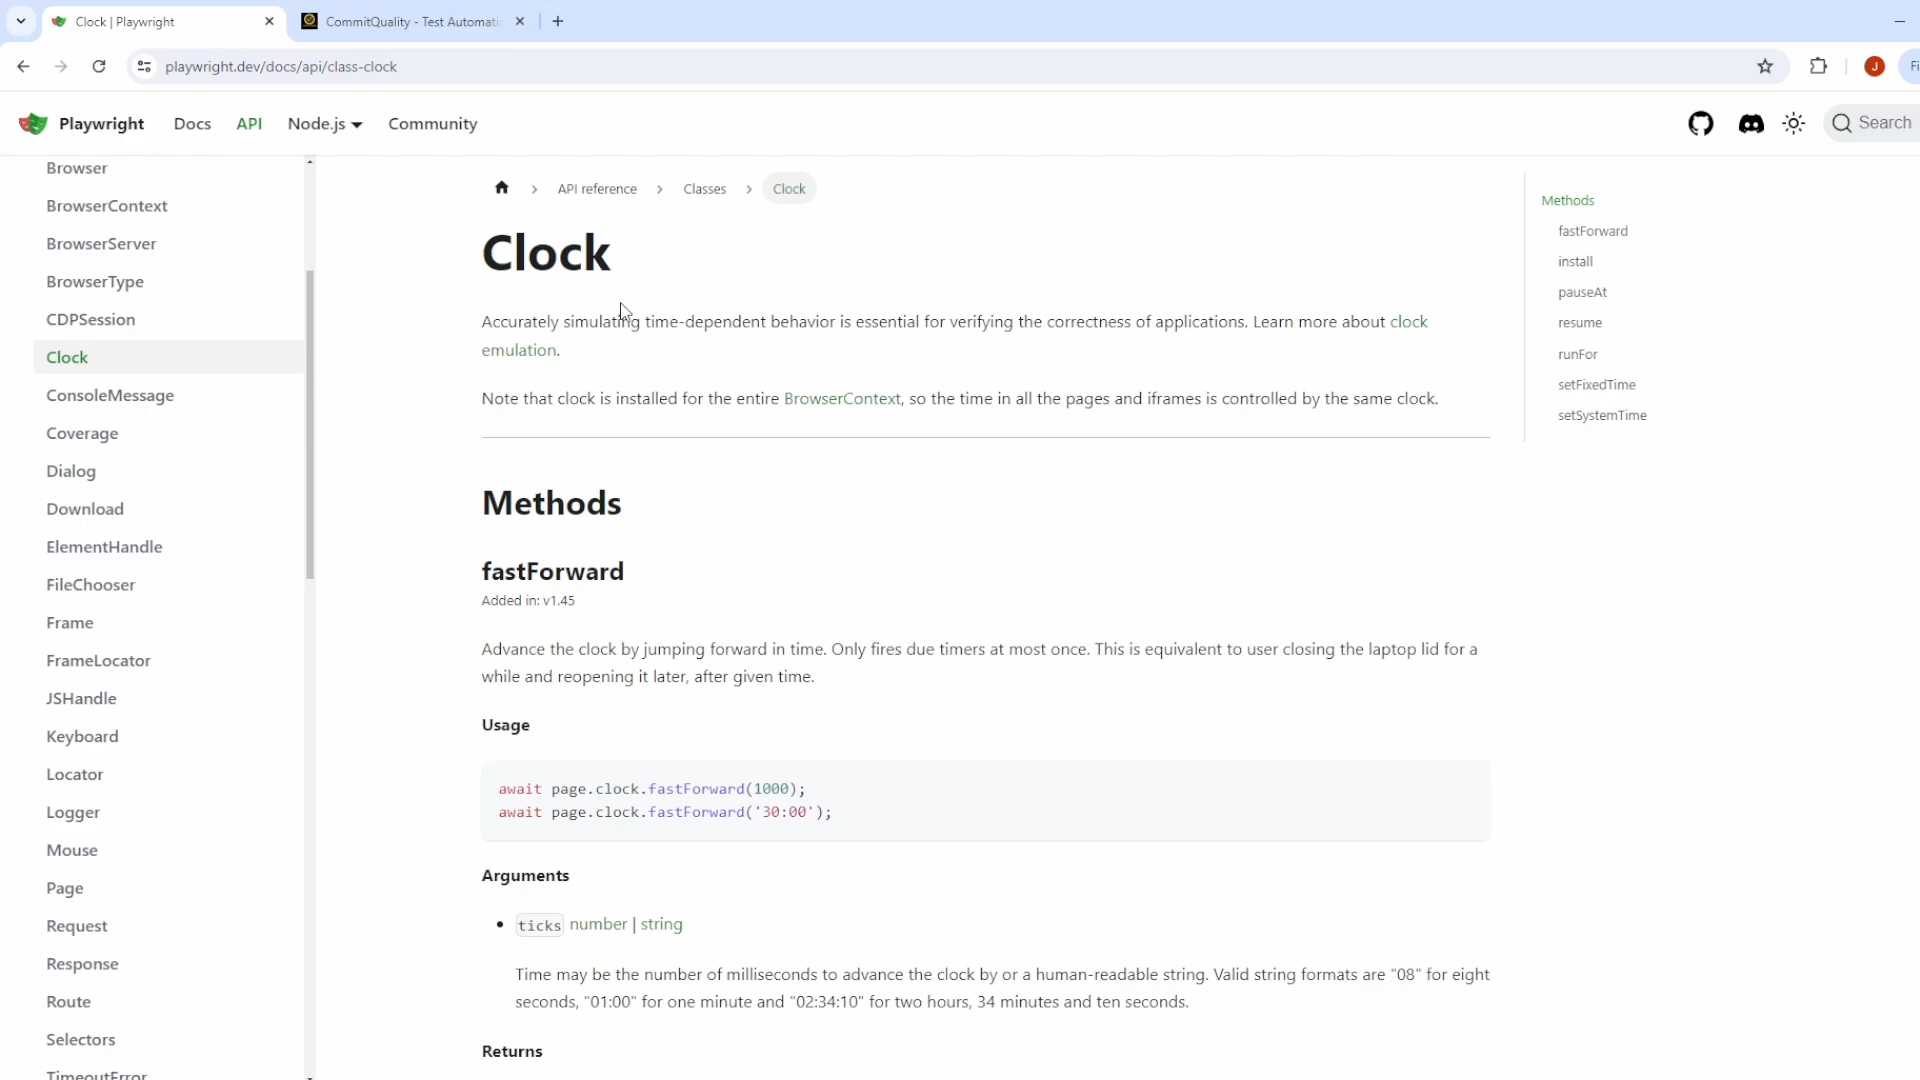 Clock | Playwright
CommitQuality - Test Automati
playwright.dev/docs/api/class-clock
J
Fi
Playwright
Docs
API
Node.js
Community
Search
Browser
BrowserContext
BrowserServer
BrowserType
CDPSession
Clock
ConsoleMessage
Coverage
Dialog
Download
ElementHandle
FileChooser
Frame
FrameLocator
JSHandle
Keyboard
Locator
Logger
Mouse
Page
Request
Response
Route
Selectors
TimeoutError
API reference > Classes > Clock
Clock
Accurately simulating time-dependent behavior is essential for verifying the correctness of applications. Learn more about clock
emulation.
Note that clock is installed for the entire BrowserContext, so the time in all the pages and iframes is controlled by the same clock.
Methods
fastForward
Added in: v1.45
Advance the clock by jumping forward in time. Only fires due timers at most once. This is equivalent to user closing the laptop lid for a
while and reopening it later, after given time.
Usage
await page.clock.fastForward(1000);
await page.clock.fastForward('30:00');
Arguments
• ticks number | string
Time may be the number of milliseconds to advance the clock by or a human-readable string. Valid string formats are "08" for eight
seconds, "01:00" for one minute and "02:34:10" for two hours, 34 minutes and ten seconds.
Returns
Methods
fastForward
install
pauseAt
resume
runFor
setFixedTime
setSystemTime